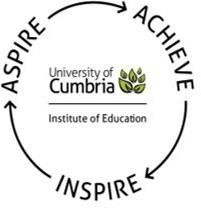 ASPIRE
ACHIEVE
University of
Cumbria
Institute of Education
INSPIRE